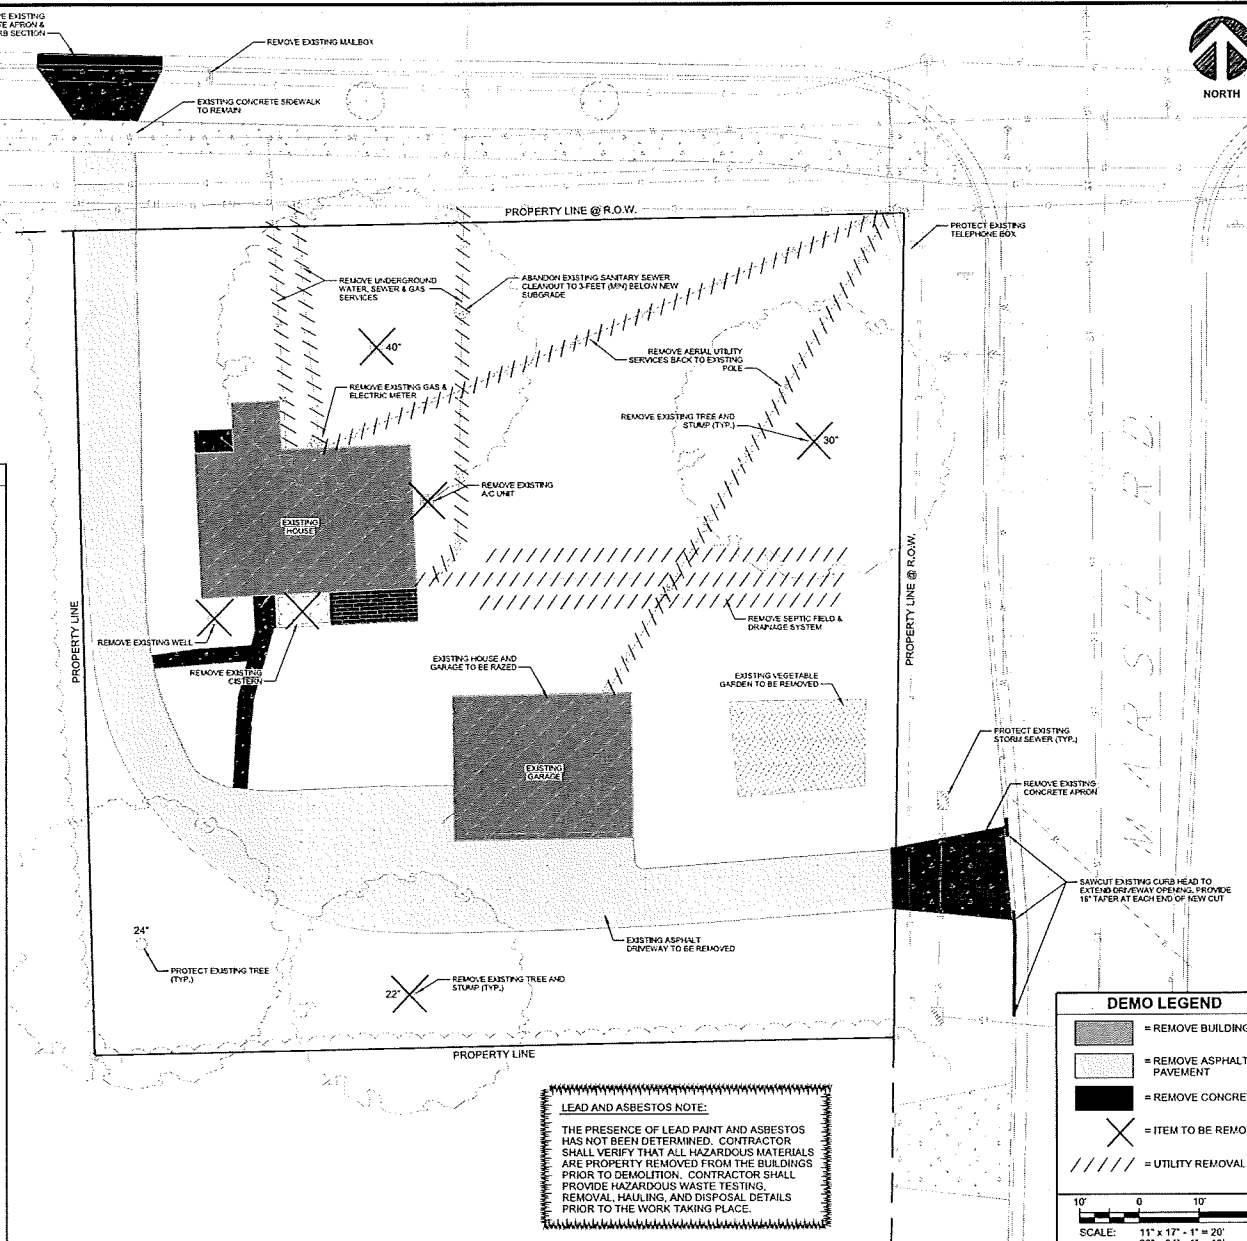 E EXISTING
TE APRON &
RB SECTION
REMOVE EXISTING MAILBOX
EXISTING CONCRETE SIDEWALK
TO REMAIN
NORTH
PROPERTY LINE @ R.O.W.
PROTECT EXISTING
TELEPHONE BOX
REMOVE UNDERGROUND
WATER, SEWER & GAS
SERVICES
ABANDON EXISTING SANITARY SEWER
CLEANOUT TO 3-FEET (MIN) BELOW NEW
SUBGRADE
40"
REMOVE AERIAL UTILITY
SERVICES BACK TO EXISTING
POLE
REMOVE EXISTING GAS &
ELECTRIC METER
REMOVE EXISTING TREE AND
STUMP (TYP.)
30"
REMOVE EXISTING
A/C UNIT
EXISTING
HOUSE
MARSH RD
PROPERTY LINE @ R.O.W.
PROPERTY LINE
REMOVE EXISTING WELL
REMOVE EXISTING
CISTERN
REMOVE SEPTIC FIELD &
DRAINAGE SYSTEM
EXISTING HOUSE AND
GARAGE TO BE RAZED
EXISTING VEGETABLE
GARDEN TO BE REMOVED
PROTECT EXISTING
STORM SEWER (TYP.)
EXISTING
GARAGE
REMOVE EXISTING
CONCRETE APRON
SAWCUT EXISTING CURB HEAD TO
EXTEND DRIVEWAY OPENING. PROVIDE
18" TAPER AT EACH END OF NEW CUT
24"
PROTECT EXISTING TREE
(TYP.)
EXISTING ASPHALT
DRIVEWAY TO BE REMOVED
22"
REMOVE EXISTING TREE AND
STUMP (TYP.)
PROPERTY LINE
DEMO LEGEND
= REMOVE BUILDING
= REMOVE ASPHALT
PAVEMENT
= REMOVE CONCRE
= ITEM TO BE REMO
= UTILITY REMOVAL
10' 0 10'
SCALE: 11" x 17" - 1" = 20'
LEAD AND ASBESTOS NOTE:
THE PRESENCE OF LEAD PAINT AND ASBESTOS
HAS NOT BEEN DETERMINED. CONTRACTOR
SHALL VERIFY THAT ALL HAZARDOUS MATERIALS
ARE PROPERTY REMOVED FROM THE BUILDINGS
PRIOR TO DEMOLITION. CONTRACTOR SHALL
PROVIDE HAZARDOUS WASTE TESTING,
REMOVAL, HAULING, AND DISPOSAL DETAILS
PRIOR TO THE WORK TAKING PLACE.